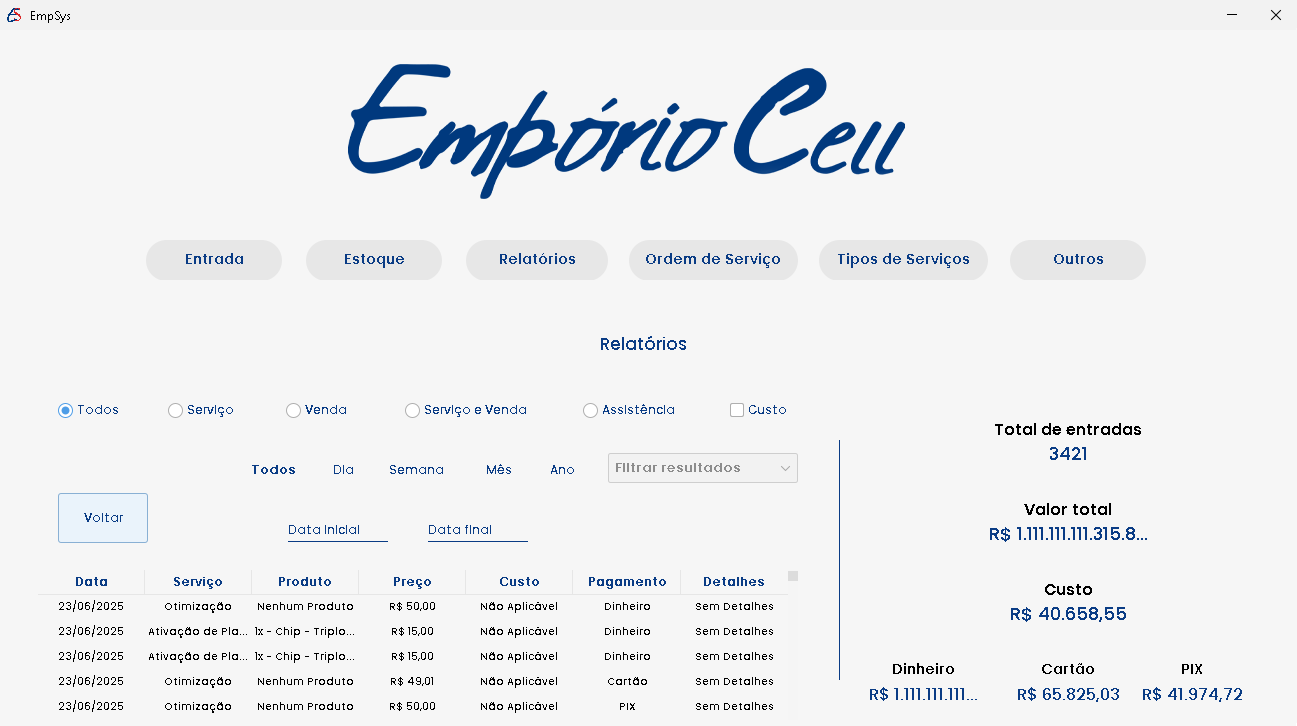 EmpSys
Empório Cell
Entrada Estoque Relatórios Ordem de Serviço Tipos de Serviços Outros
Relatórios
Todos Serviço Venda Serviço e Venda Assistência Custo
Todos Dia Semana Mês Ano Filtrar resultados
Voltar
Data inicial Data final
Data Serviço Produto Preço Custo Pagamento Detalhes
23/06/2025 Otimização Nenhum Produto R$ 50,00 Não Aplicável Dinheiro Sem Detalhes
23/06/2025 Ativação de Pla... 1x - Chip - Triplo... R$ 15,00 Não Aplicável Dinheiro Sem Detalhes
23/06/2025 Ativação de Pla... 1x - Chip - Triplo... R$ 15,00 Não Aplicável Dinheiro Sem Detalhes
23/06/2025 Otimização Nenhum Produto R$ 49,01 Não Aplicável Cartão Sem Detalhes
23/06/2025 Otimização Nenhum Produto R$ 50,00 Não Aplicável PIX Sem Detalhes
Total de entradas
3421
Valor total
R$ 1.111.111.111.315.8...
Custo
R$ 40.658,55
Dinheiro Cartão PIX
R$ 1.111.111.111... R$ 65.825,03 R$ 41.974,72